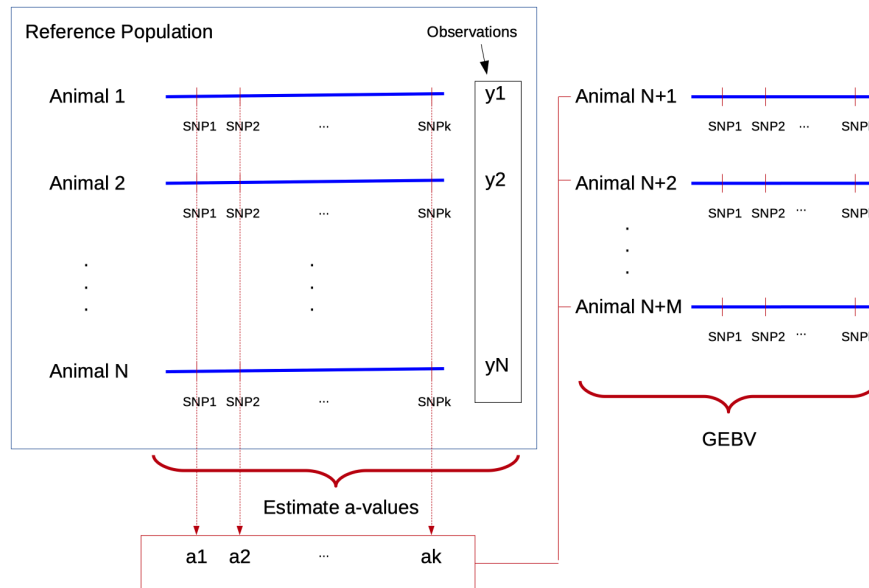 Reference Population
Observations
Animal 1
y1
SNP1 SNP2 ... SNPk
Animal 2
y2
SNP1 SNP2 ... SNPk
Animal N
yN
SNP1 SNP2 ... SNPk
Estimate a-values
a1 a2 ... ak
Animal N+1
SNP1 SNP2 ...
Animal N+2
SNP1 SNP2 ...
Animal N+M
SNP1 SNP2 ...
GEBV